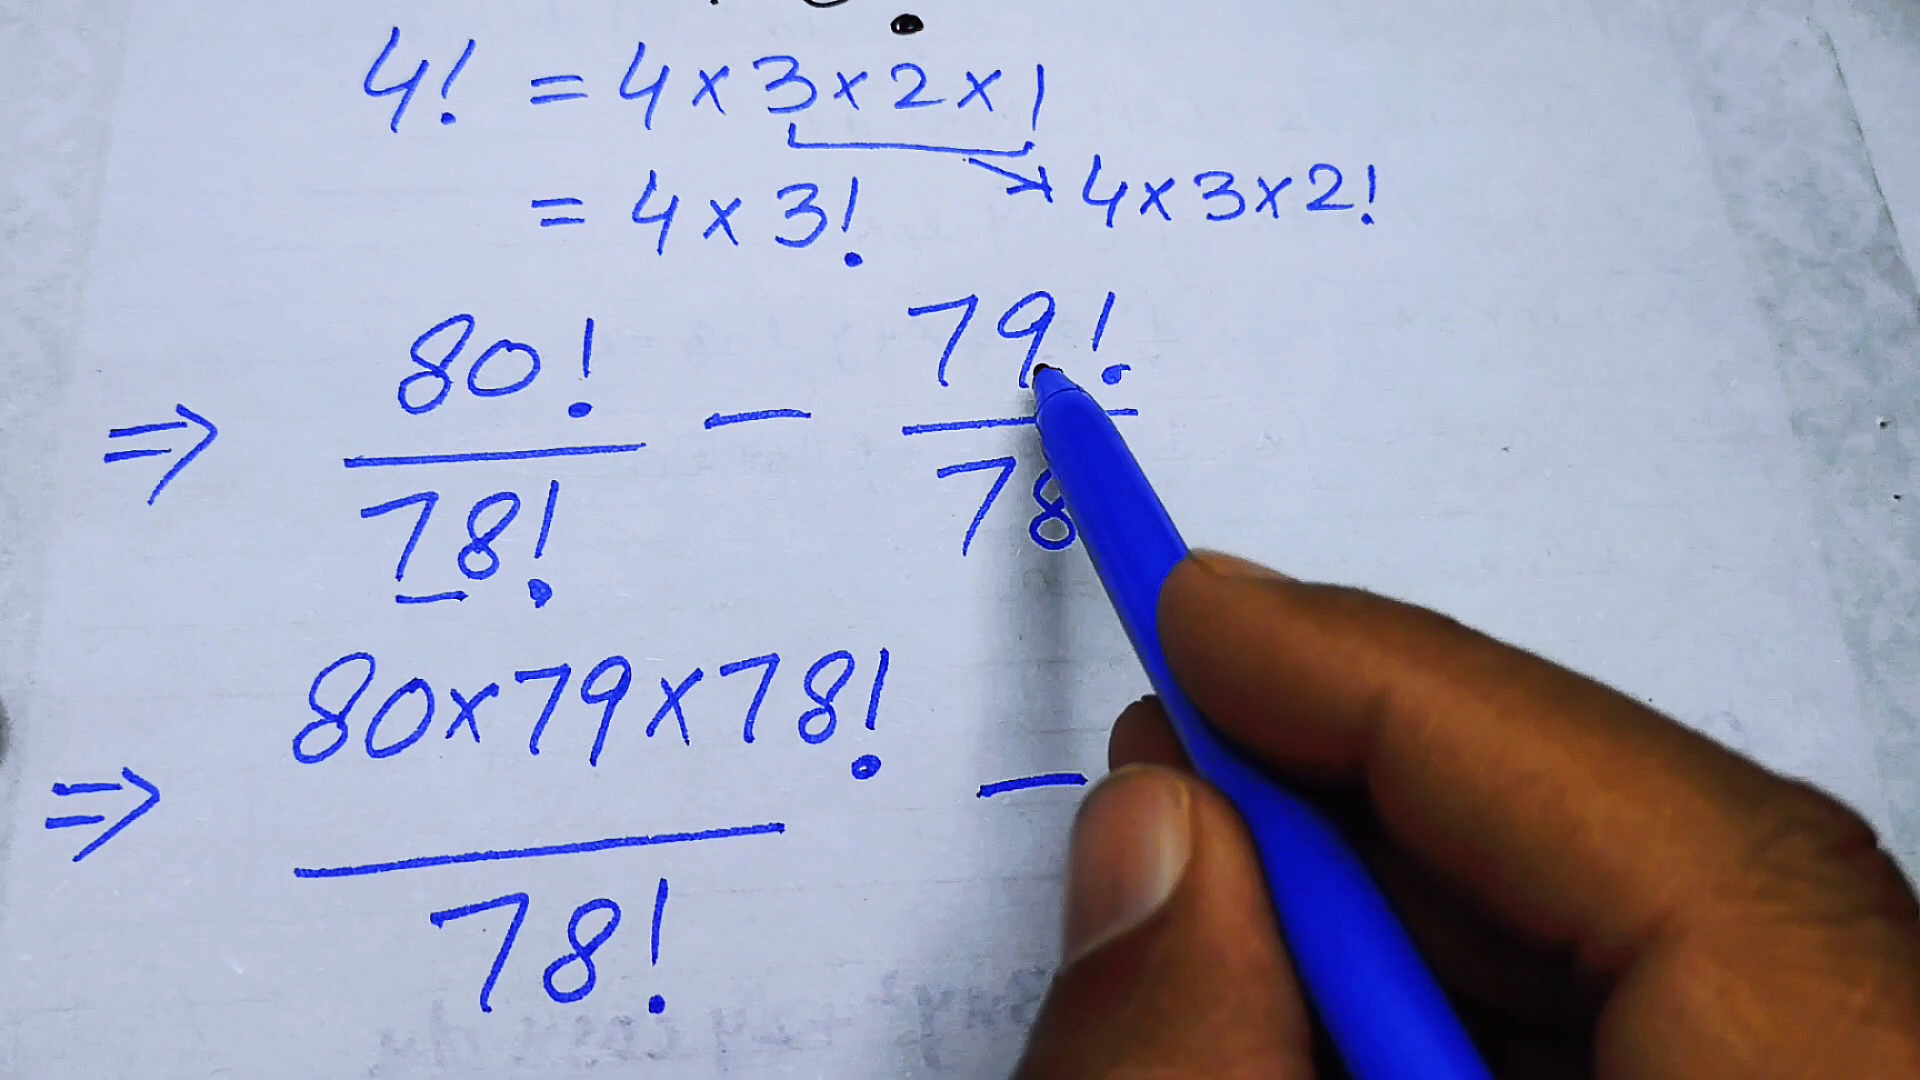 4! = 4 × 3 × 2 × 1
= 4 × 3! → 4 × 3 × 2!
⇒ 80! / 78! − 79! / 78
⇒ 80 × 79 × 78! / 78! −